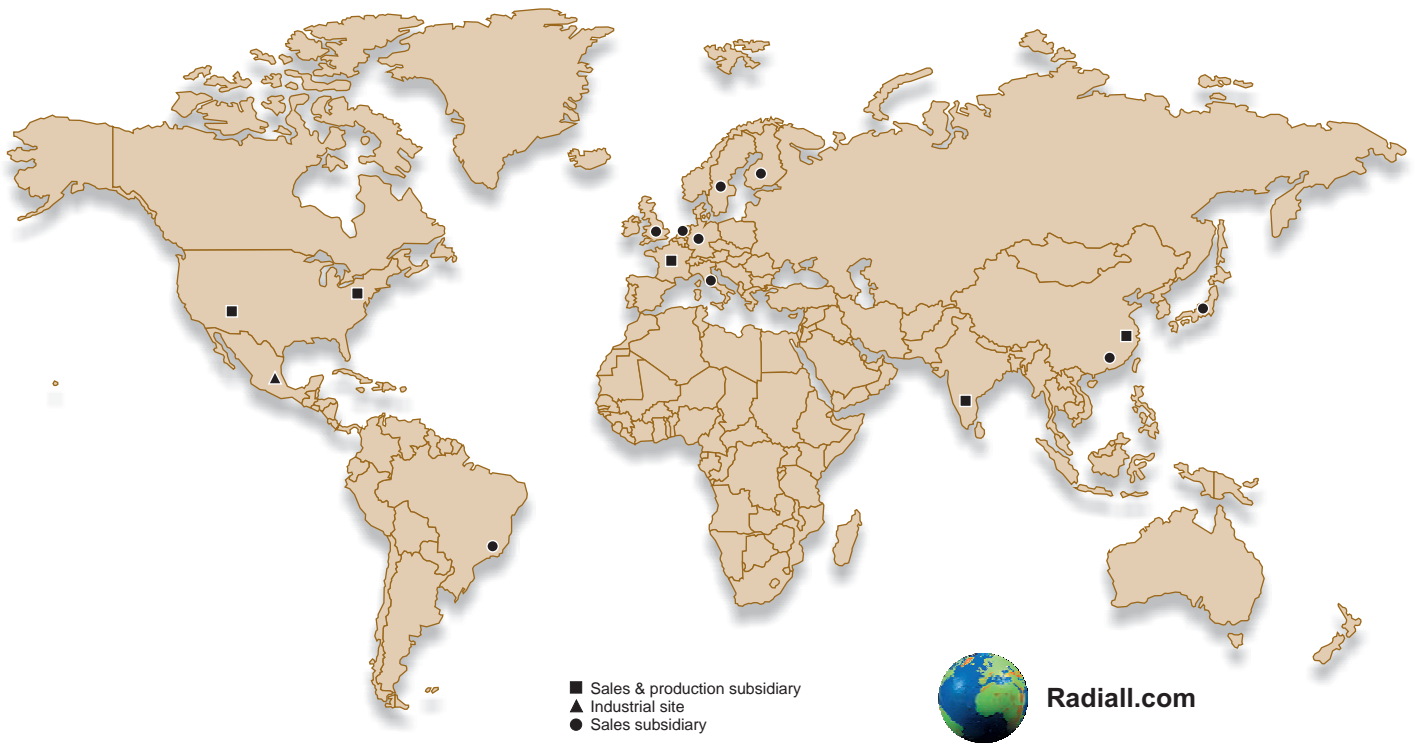 Sales & production subsidiary
Industrial site
Sales subsidiary
Radiall.com